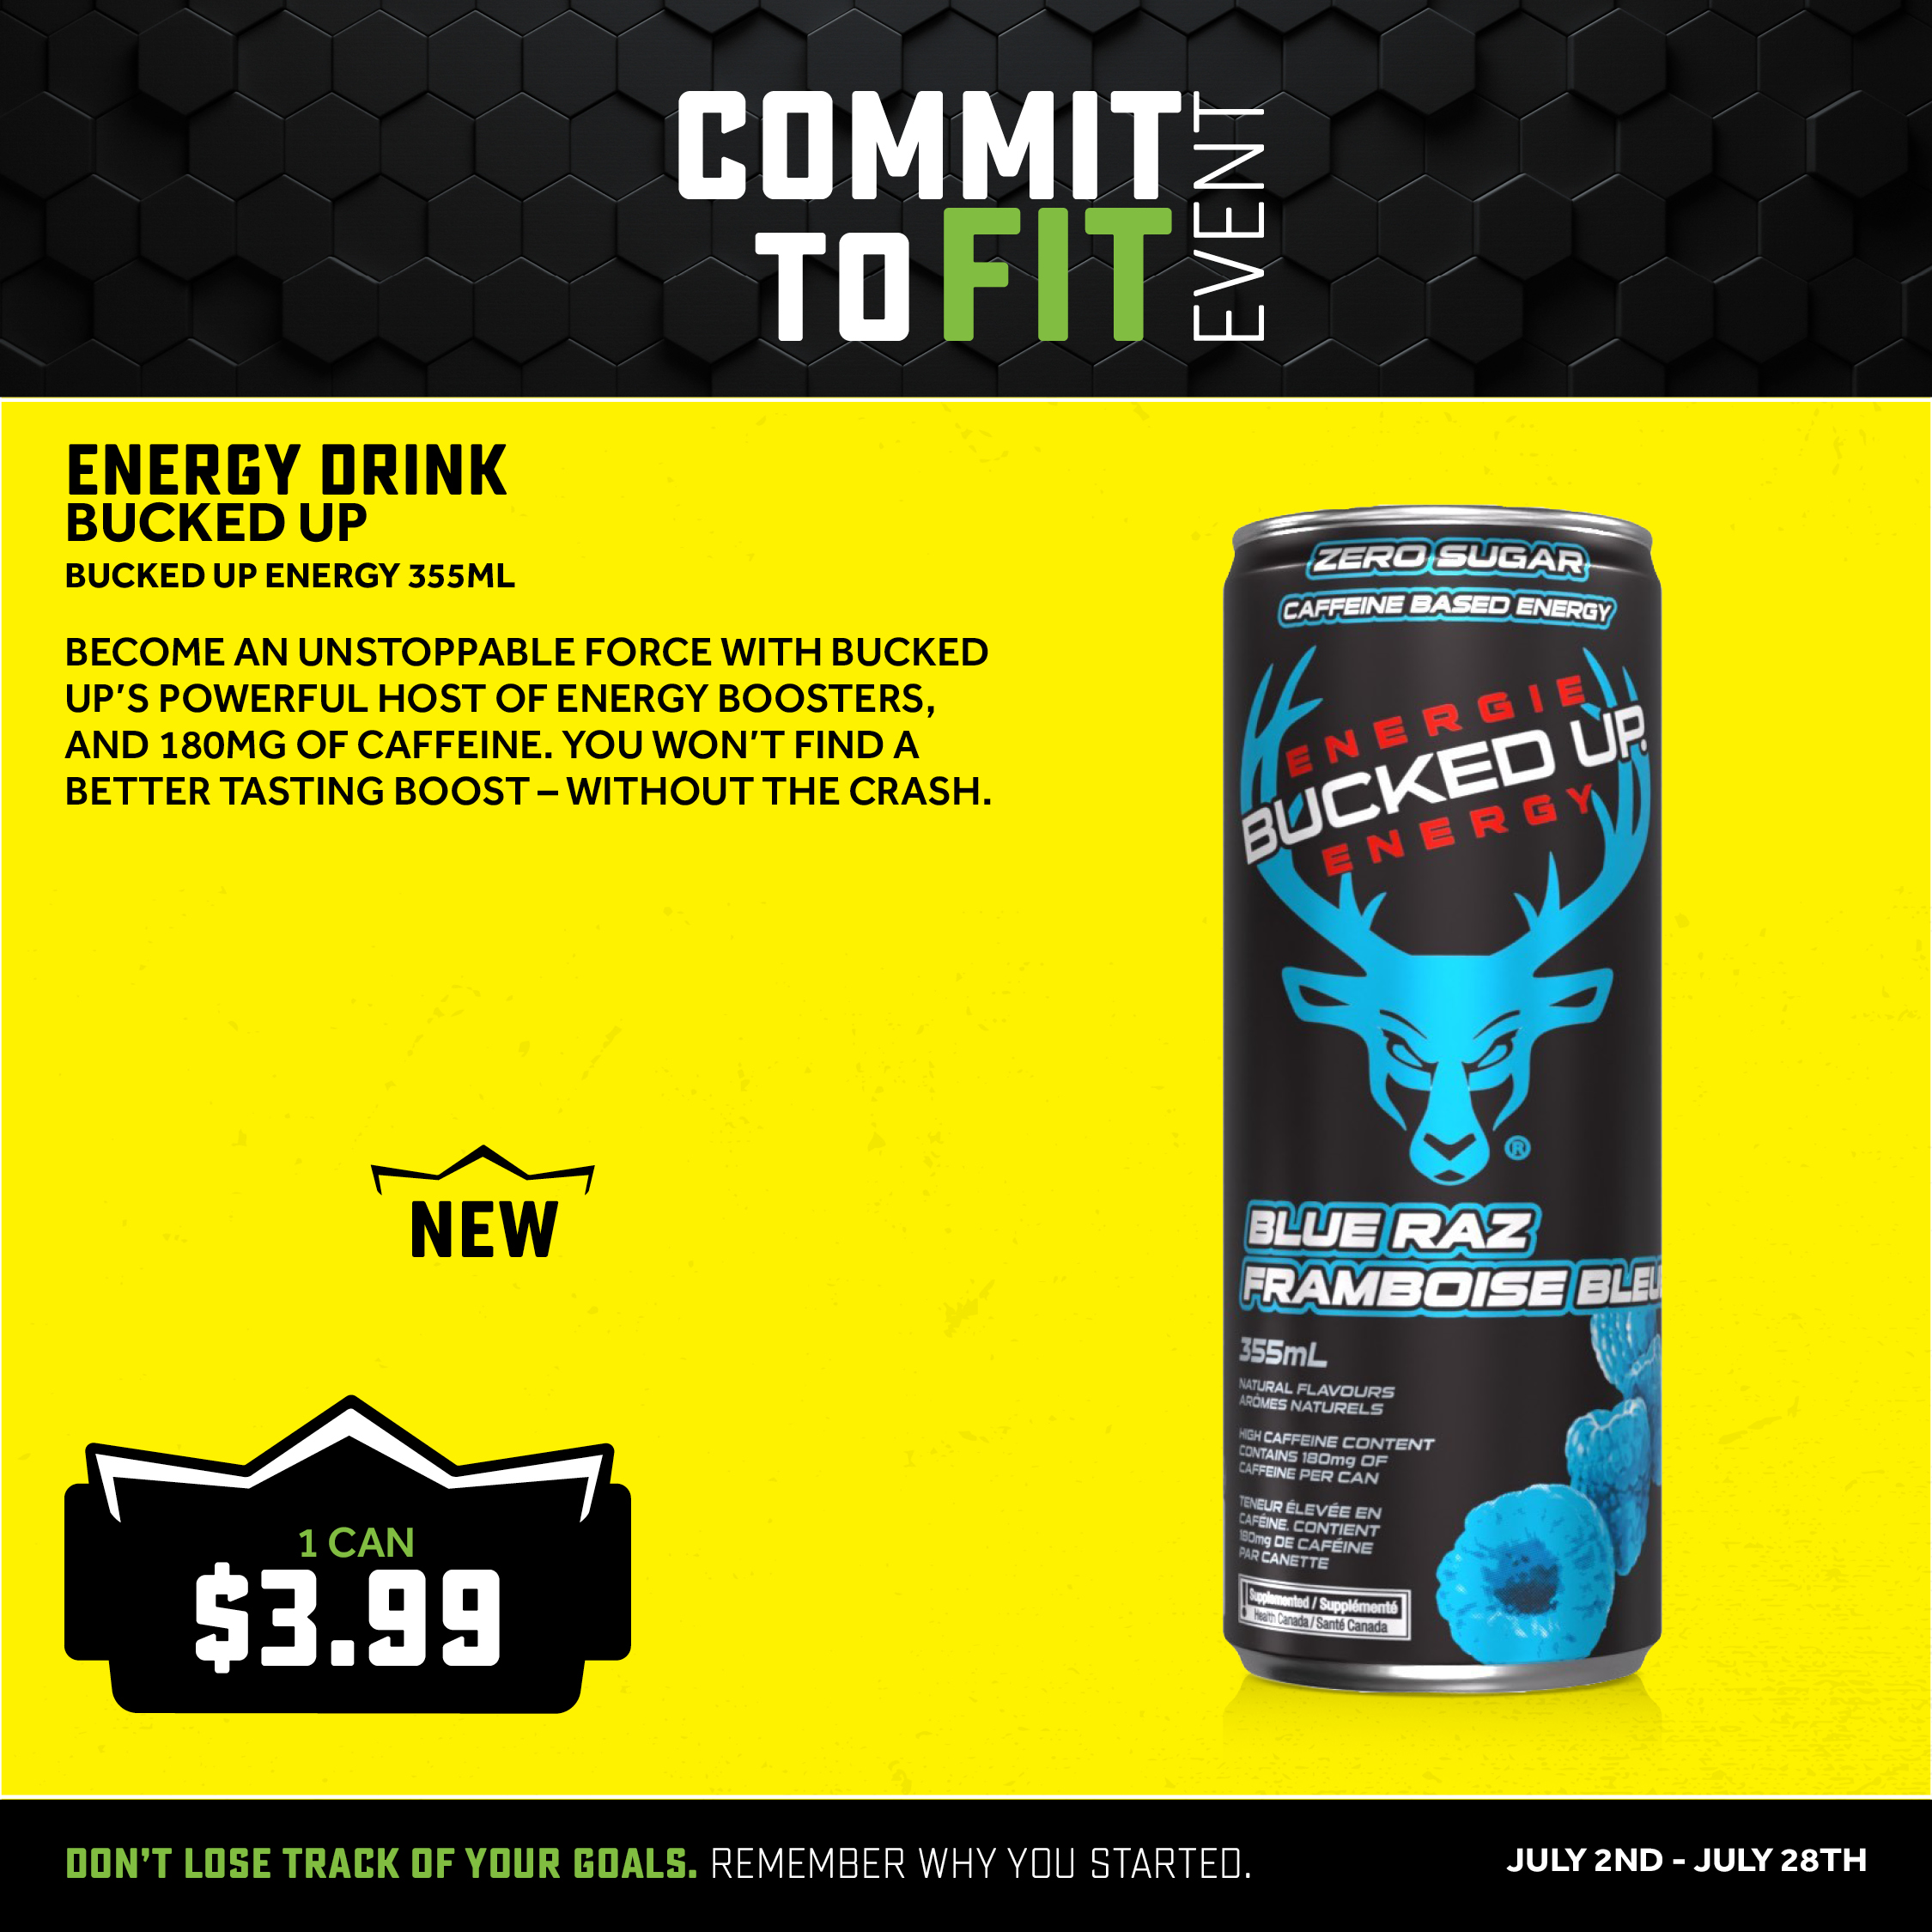 COMMIT
TO FIT
EVENT
ENERGY DRINK
BUCKED UP
BUCKED UP ENERGY 355ML
BECOME AN UNSTOPPABLE FORCE WITH BUCKED
UP'S POWERFUL HOST OF ENERGY BOOSTERS,
AND 180MG OF CAFFEINE. YOU WON'T FIND A
BETTER TASTING BOOST – WITHOUT THE CRASH.
NEW
1 CAN
$3.99
ZERO SUGAR
CAFFEINE BASED ENERGY
ENERGIE
BUCKED UP.
ENERGY
®
BLUE RAZ
FRAMBOISE BLEU
355mL
NATURAL FLAVOURS
ARÔMES NATURELS
HIGH CAFFEINE CONTENT
CONTAINS 180mg OF
CAFFEINE PER CAN
TENEUR ÉLEVÉE EN
CAFÉINE. CONTIENT
180mg DE CAFÉINE
PAR CANETTE
! Supplemented / Supplémenté
Health Canada / Santé Canada
DON'T LOSE TRACK OF YOUR GOALS. REMEMBER WHY YOU STARTED.
JULY 2ND - JULY 28TH